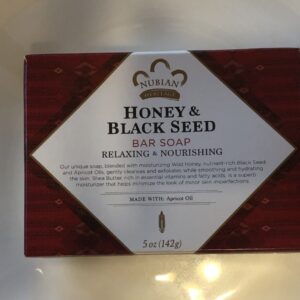 NUBIAN
HERITAGE
HONEY &
BLACK SEED
BAR SOAP
RELAXING & NOURISHING
Our unique soap, blended with moisturizing Wild Honey, nutrient-rich Black Seed
and Apricot Oils, gently cleanses and exfoliates while smoothing and hydrating
the skin. Shea Butter, rich in essential vitamins and fatty acids, is a superb
moisturizer that helps minimize the look of minor skin imperfections.
MADE WITH: Apricot Oil
5 oz (142g)